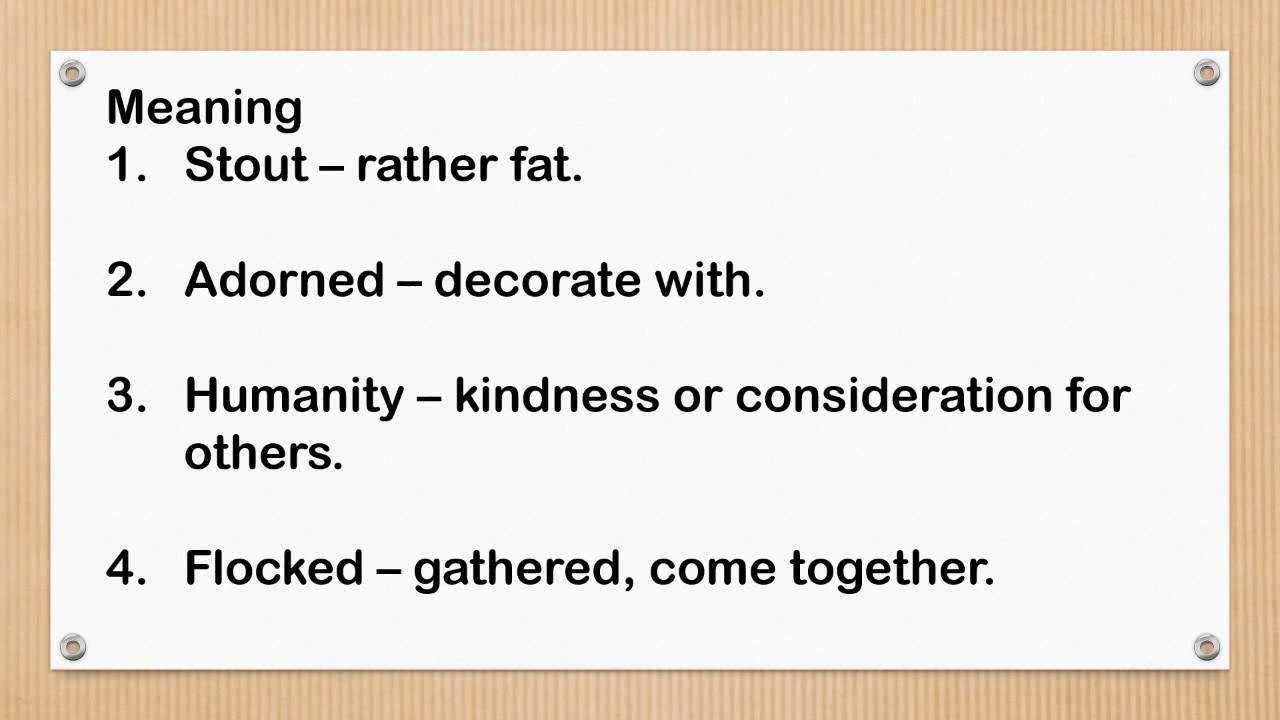 Meaning
1. Stout – rather fat.
2. Adorned – decorate with.
3. Humanity – kindness or consideration for
others.
4. Flocked – gathered, come together.